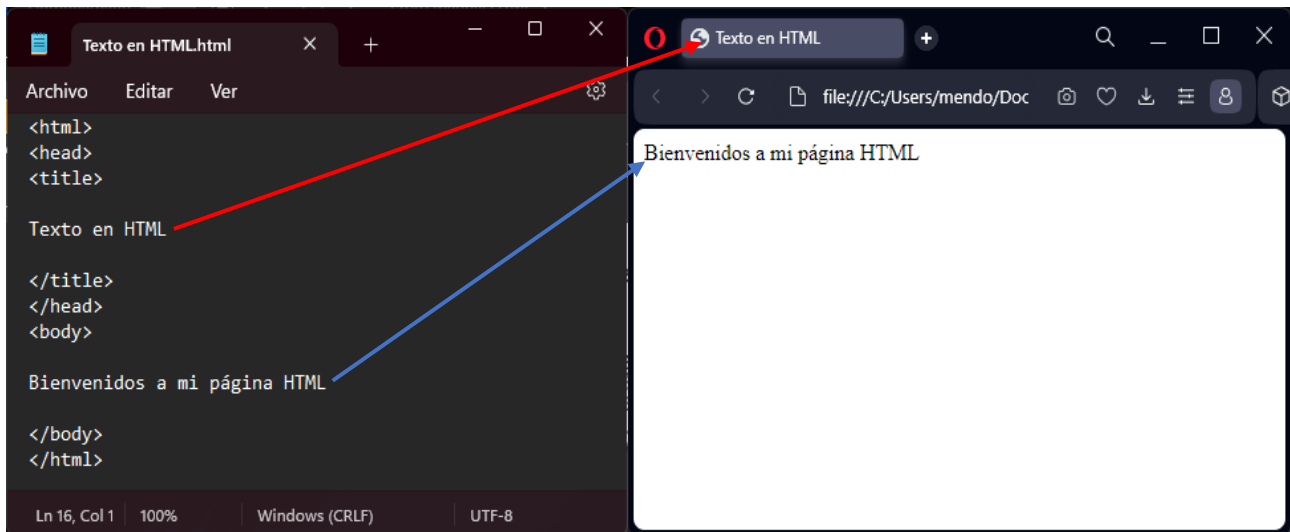 Texto en HTML.html
Archivo Editar Ver
<html>
<head>
<title>
Texto en HTML
</title>
</head>
<body>
Bienvenidos a mi página HTML
</body>
</html>
Ln 16, Col 1 100% Windows (CRLF) UTF-8
Texto en HTML
file:///C:/Users/mendo/Doc
Bienvenidos a mi página HTML